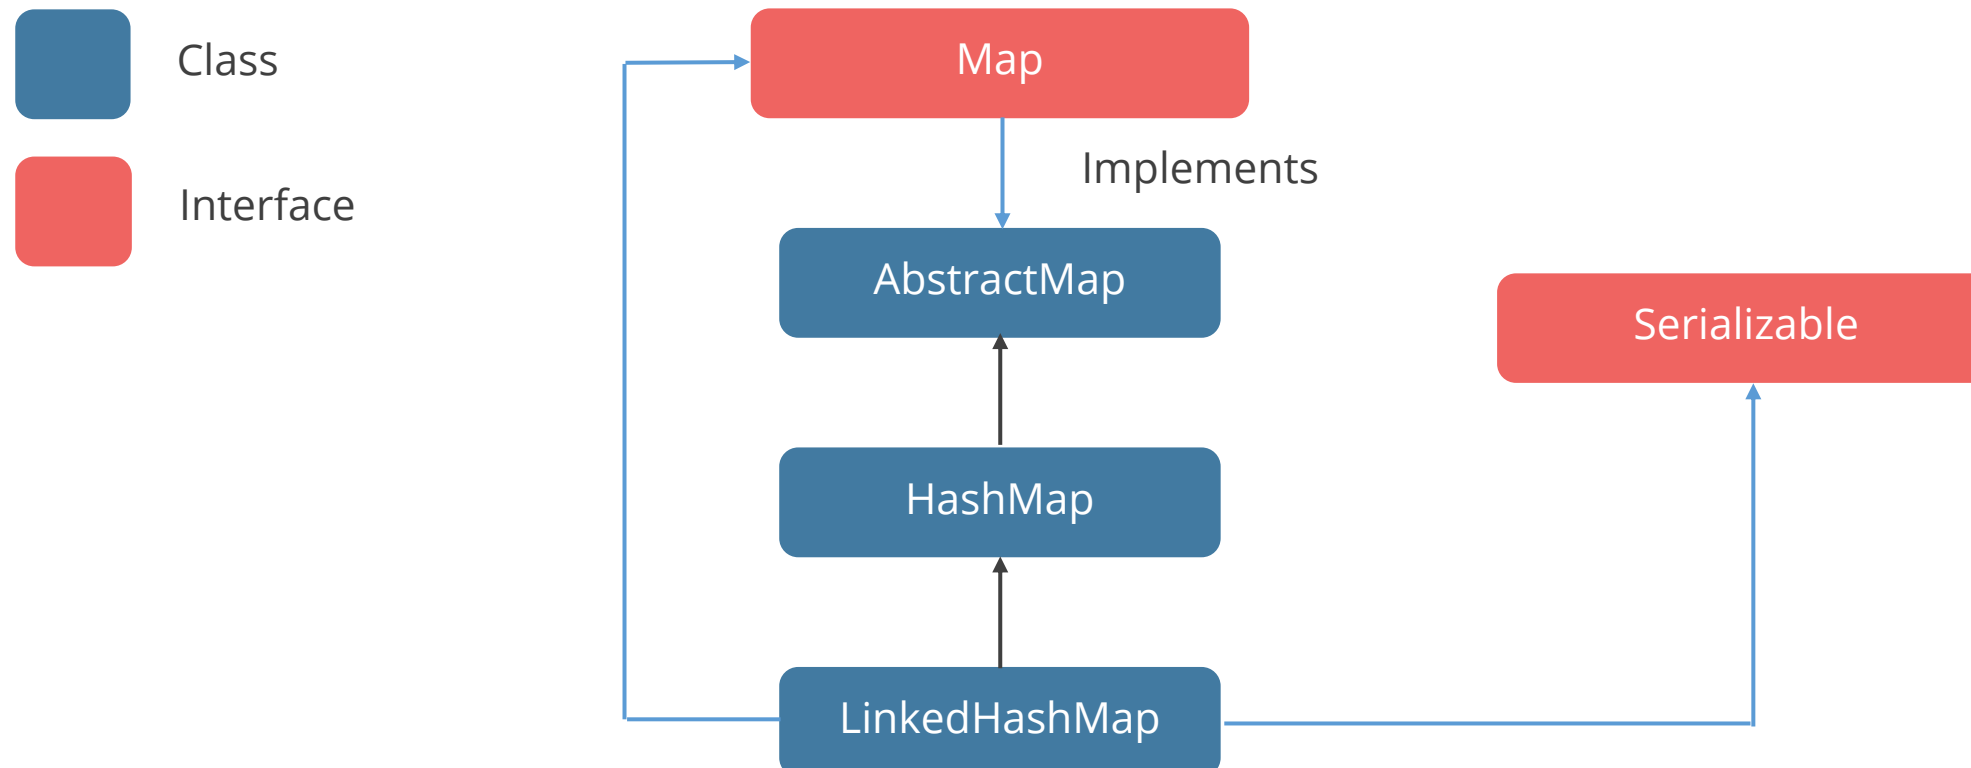 Class
Interface
Map
Implements
AbstractMap
Serializable
HashMap
LinkedHashMap